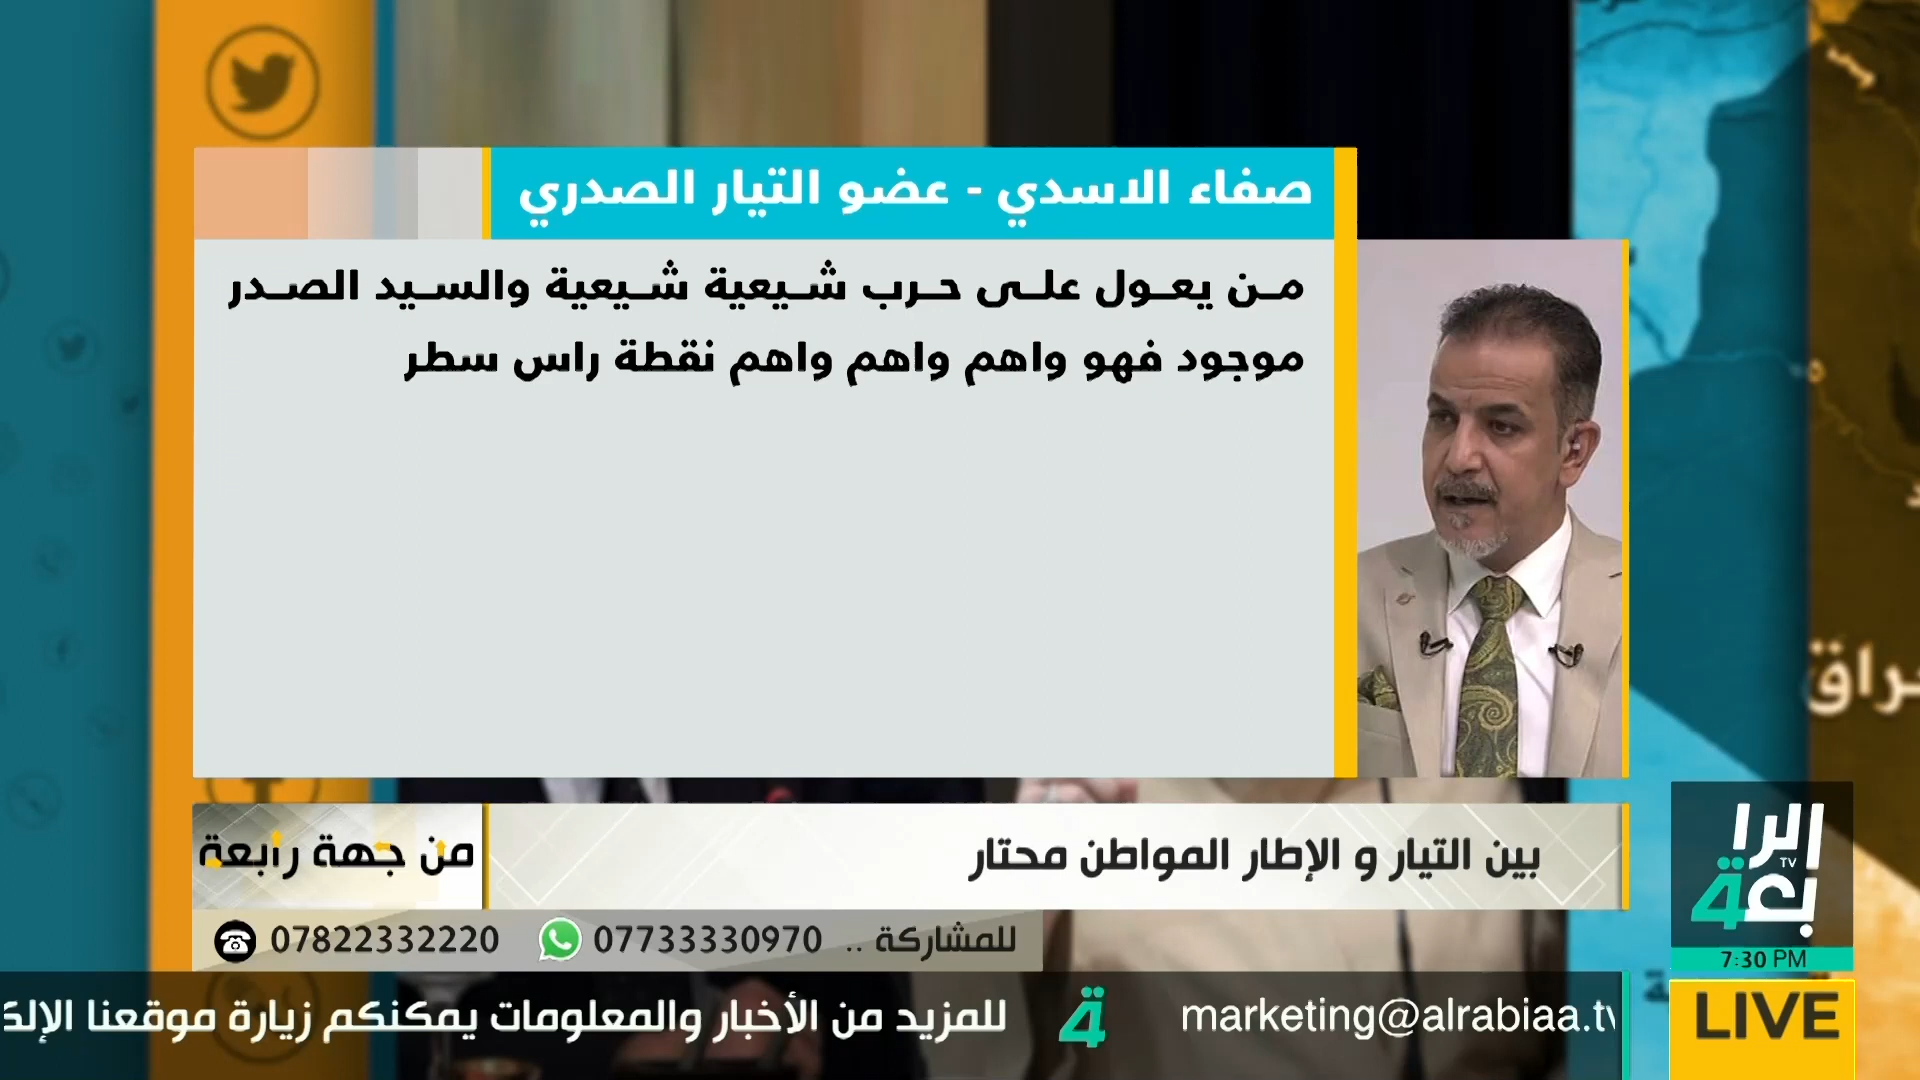 صفاء الاسدي - عضو التيار الصدري
من يعول على حرب شيعية شيعية والسيد الصدر
موجود فهو واهم واهم واهم نقطة راس سطر
بين التيار و الإطار المواطن محتار
من جهة رابعة
للمشاركة .. 07733330970 07822332220
الرابعة
TV
7:30 PM
LIVE
marketing@alrabiaa.tv
للمزيد من الأخبار والمعلومات يمكنكم زيارة موقعنا